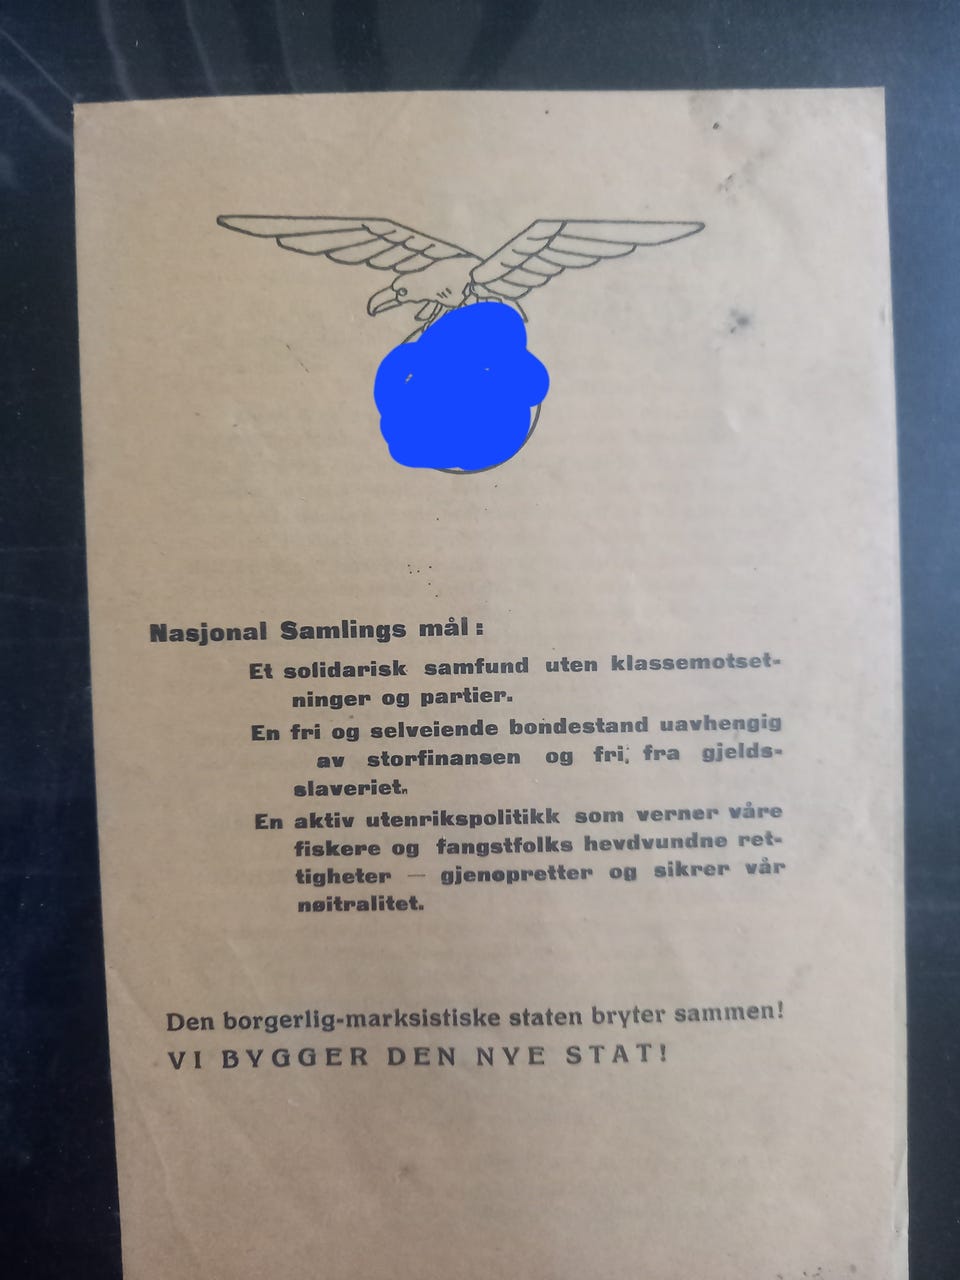 Nasjonal Samlings mål:
Et solidarisk samfund uten klassemotset-
ninger og partier.
En fri og selveiende bondestand uavhengig
av storfinansen og fri, fra gjelds-
slaveriet.
En aktiv utenrikspolitikk som verner våre
fiskere og fangstfolks hevdvundne ret-
tigheter — gjenopretter og sikrer vår
nøitralitet.
Den borgerlig-marksistiske staten bryter sammen!
VI BYGGER DEN NYE STAT!